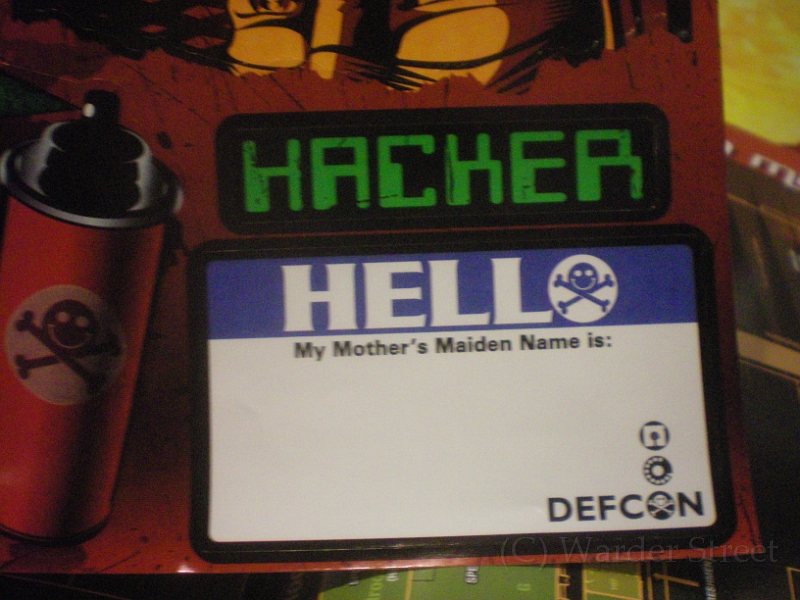 HACKER
HELLO
My Mother's Maiden Name is:
DEFCON
(C) Warder Street